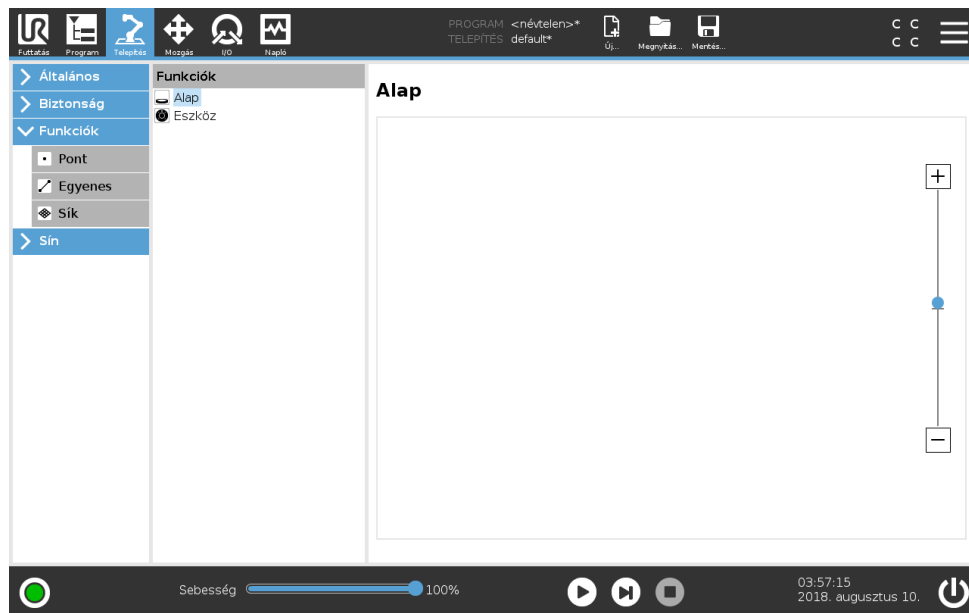 UR
Futtatás Program Telepítés Mozgás I/O Napló
PROGRAM <névtelen>*
TELEPÍTÉS default*
Új... Megnyitás... Mentés...
C C
C C
Általános
Biztonság
Funkciók
Pont
Egyenes
Sík
Sín
Funkciók
Alap
Eszköz
Alap
Sebesség 100%
03:57:15
2018. augusztus 10.